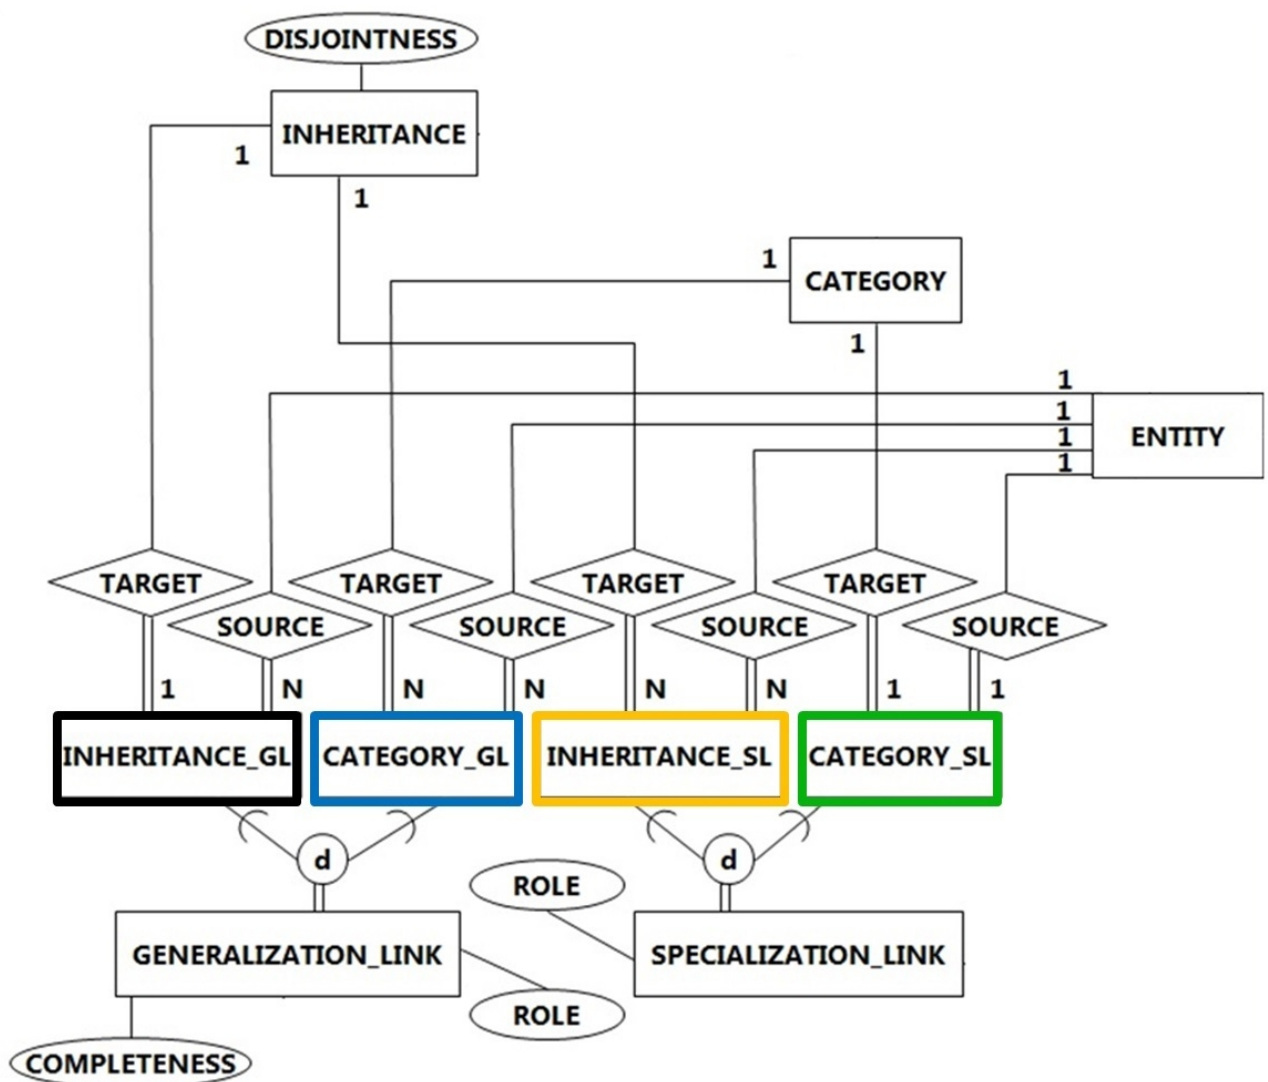 DISJOINTNESS
INHERITANCE
1
1
1
CATEGORY
1
1
1
1
1
ENTITY
TARGET
TARGET
TARGET
TARGET
SOURCE
SOURCE
SOURCE
SOURCE
1
N
N
N
N
N
1
1
INHERITANCE_GL
CATEGORY_GL
INHERITANCE_SL
CATEGORY_SL
d
d
ROLE
GENERALIZATION_LINK
SPECIALIZATION_LINK
ROLE
COMPLETENESS